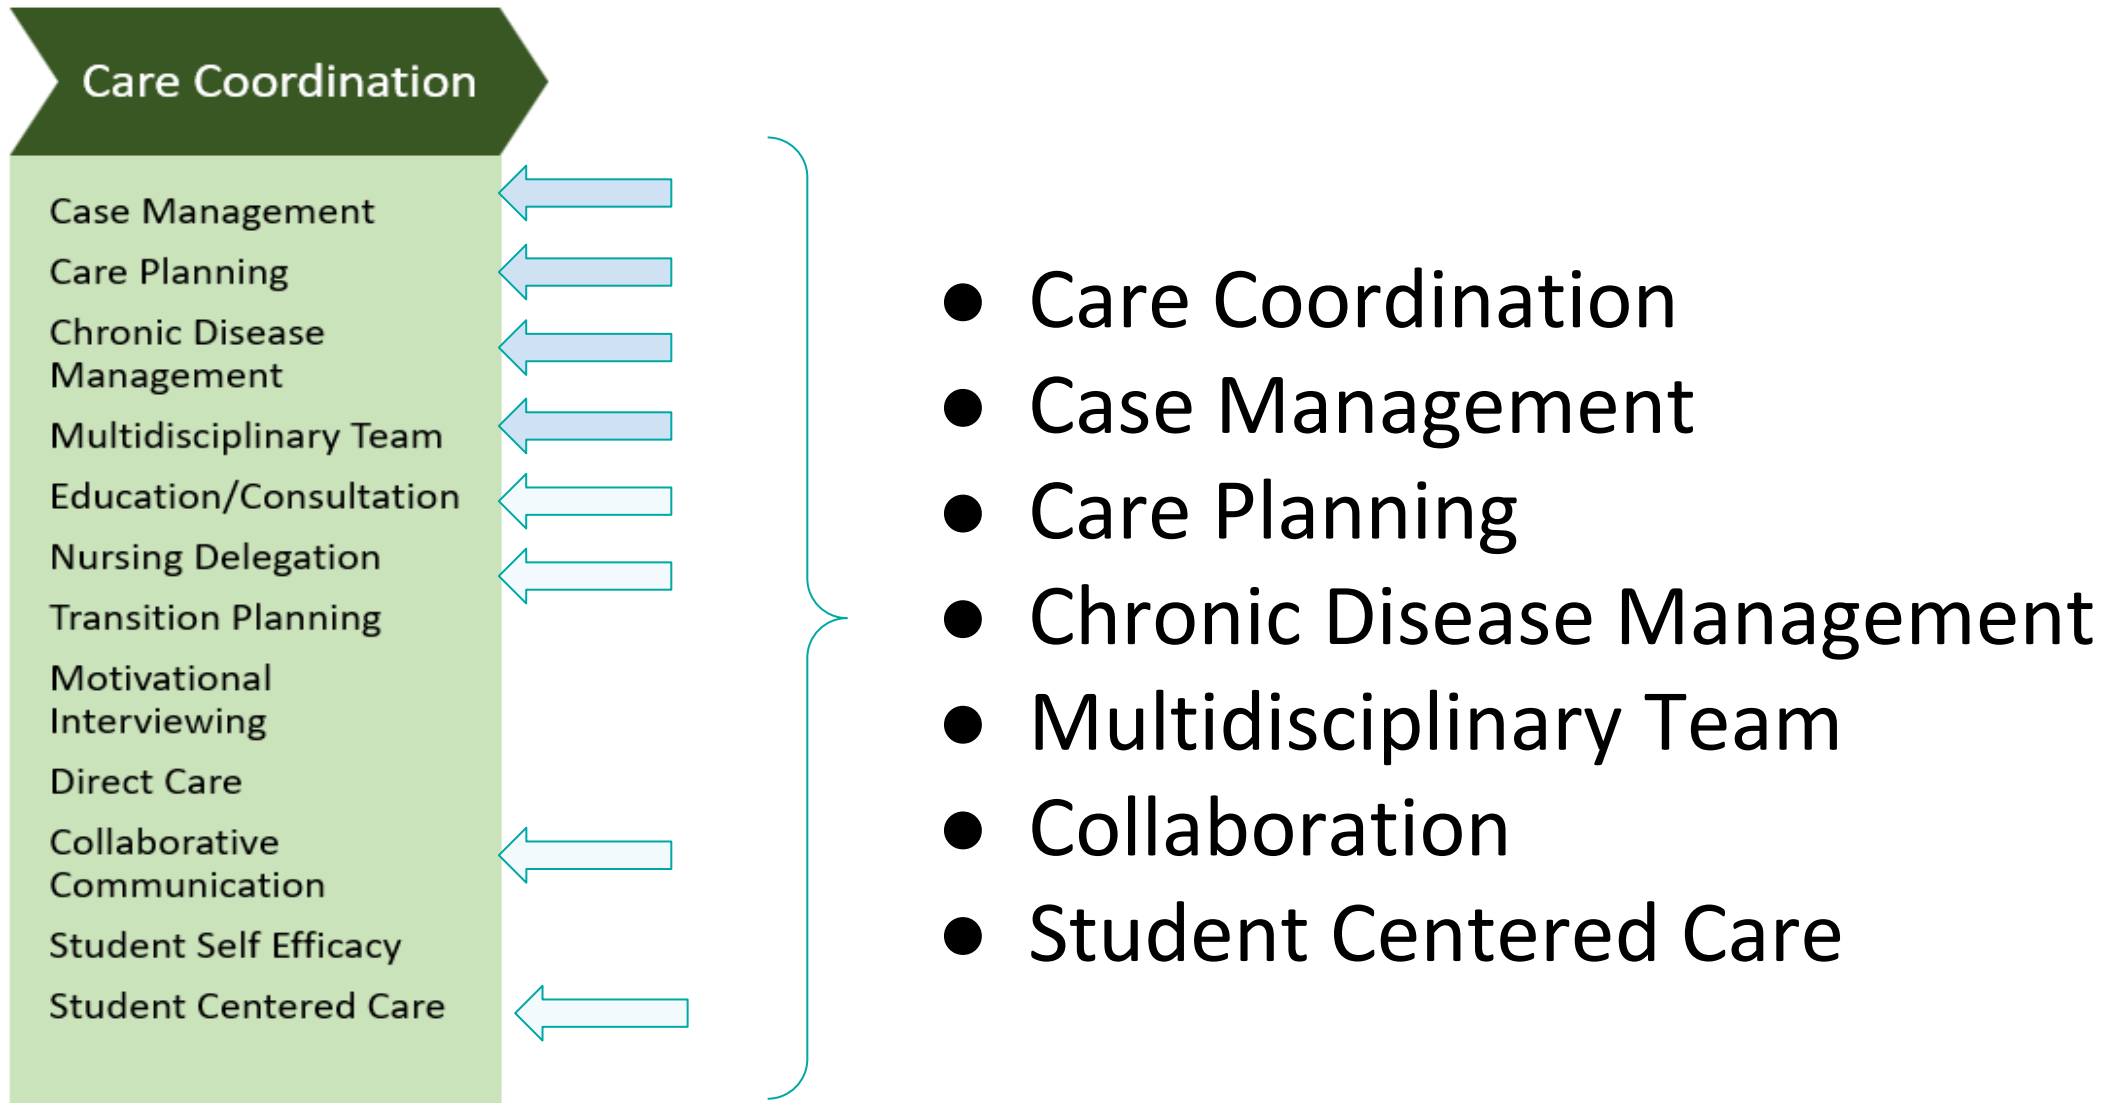 Care Coordination
Case Management
Care Planning
Chronic Disease
Management
Multidisciplinary Team
Education/Consultation
Nursing Delegation
Transition Planning
Motivational
Interviewing
Direct Care
Collaborative
Communication
Student Self Efficacy
Student Centered Care
● Care Coordination
● Case Management
● Care Planning
● Chronic Disease Management
● Multidisciplinary Team
● Collaboration
● Student Centered Care